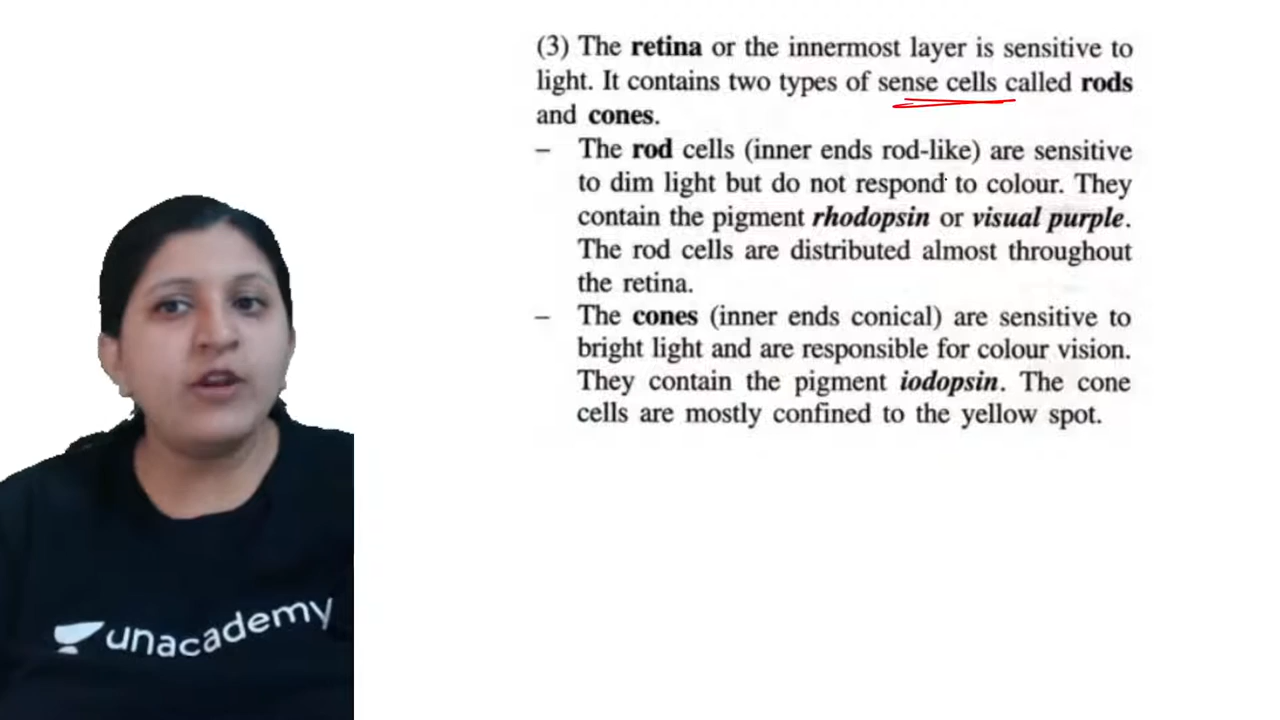 (3) The retina or the innermost layer is sensitive to
light. It contains two types of sense cells called rods
and cones.
– The rod cells (inner ends rod-like) are sensitive
to dim light but do not respond to colour. They
contain the pigment rhodopsin or visual purple.
The rod cells are distributed almost throughout
the retina.
– The cones (inner ends conical) are sensitive to
bright light and are responsible for colour vision.
They contain the pigment iodopsin. The cone
cells are mostly confined to the yellow spot.
unacademy